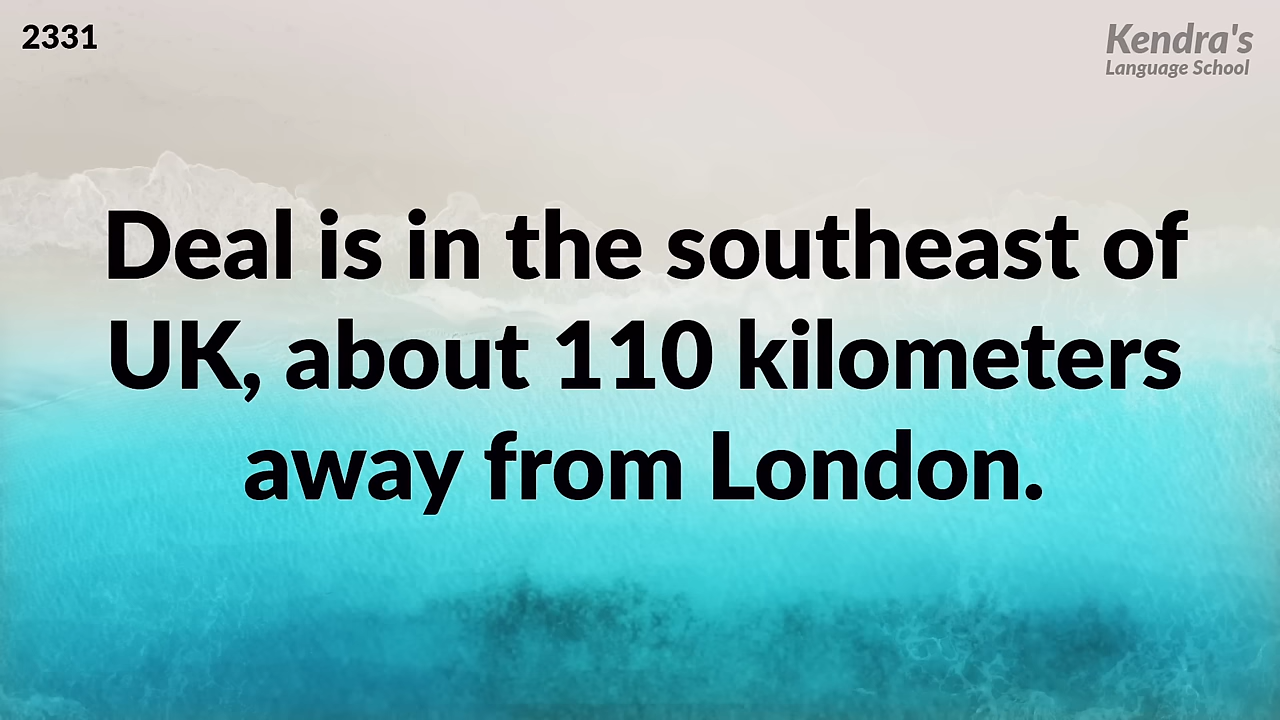 2331
Kendra's
Language School
Deal is in the southeast of
UK, about 110 kilometers
away from London.